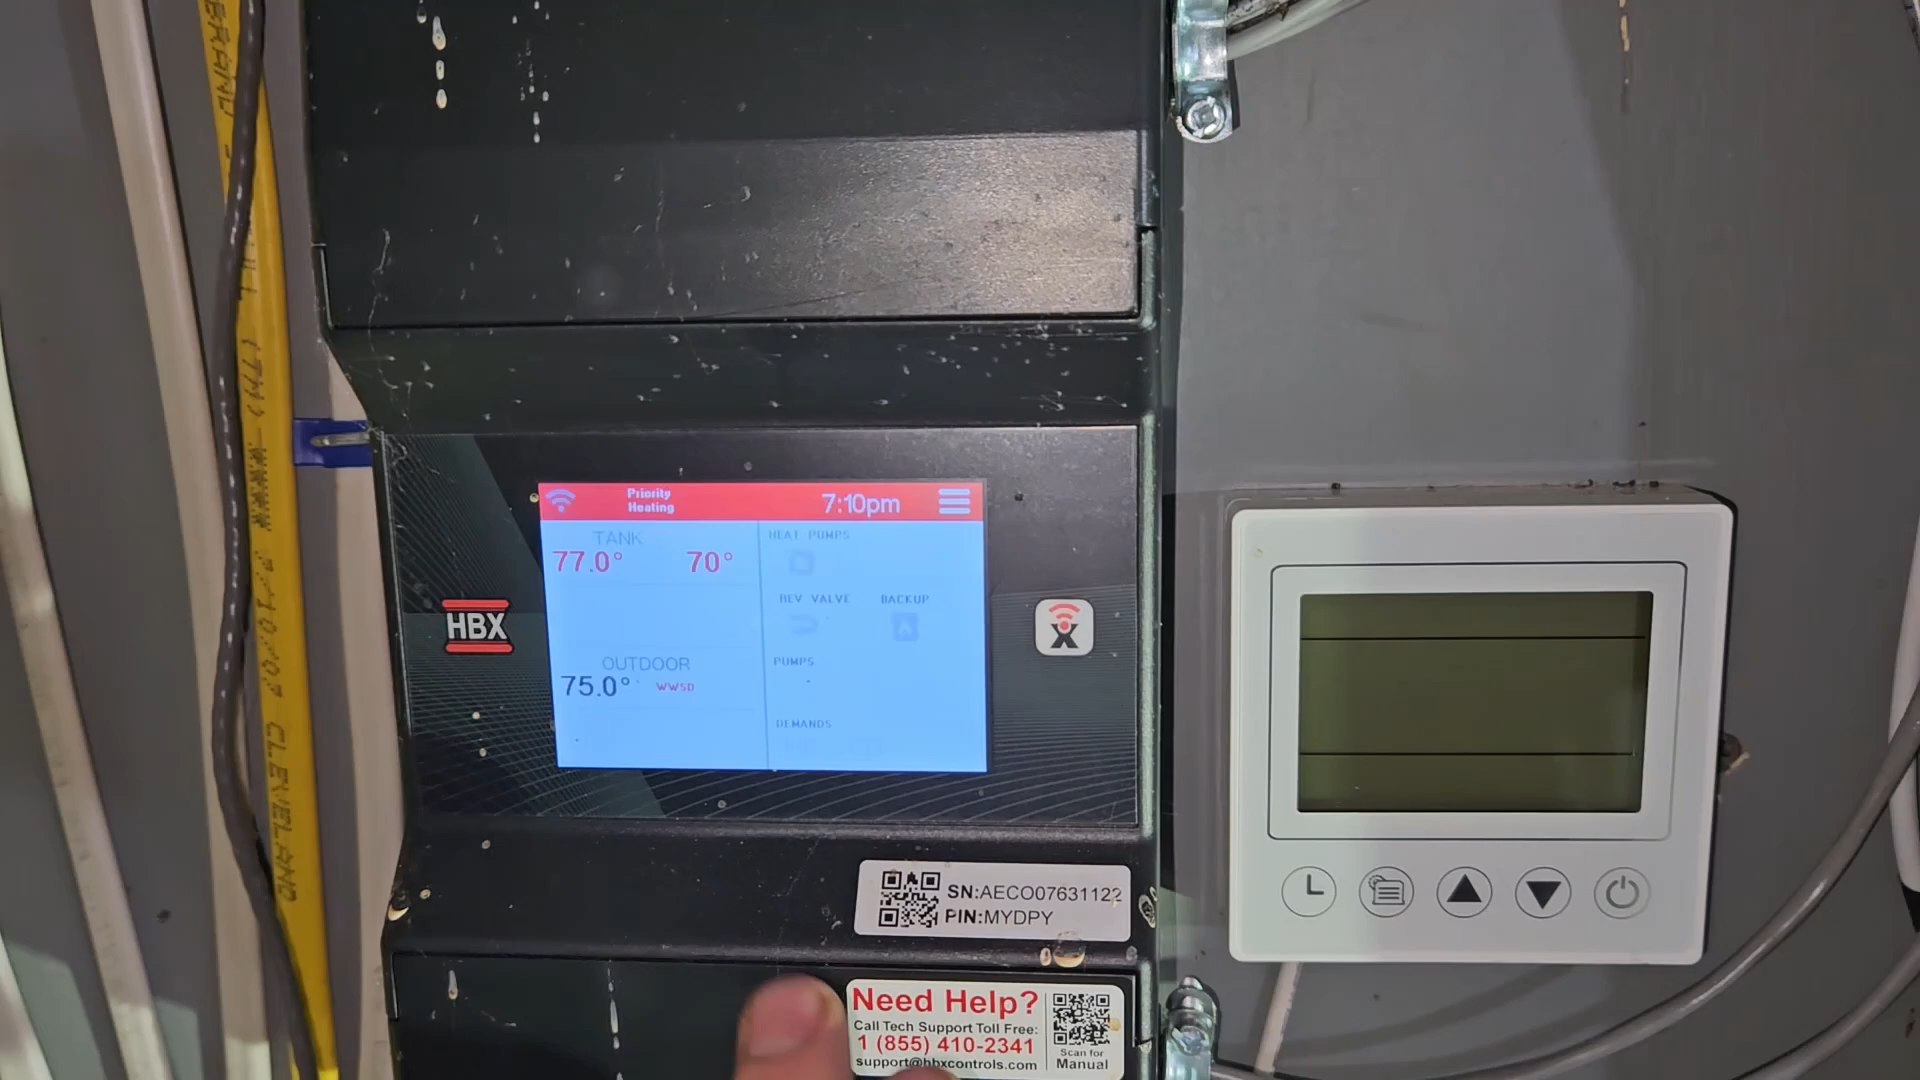 Priority
Heating
7:10pm
TANK
77.0° 70°
HEAT PUMPS
REV VALVE BACKUP
OUTDOOR
75.0° WWSD
PUMPS
DEMANDS
HBX
X
SN:AECO07631122
PIN:MYDPY
Need Help?
Call Tech Support Toll Free:
1 (855) 410-2341
support@hbxcontrols.com
Scan for
Manual
CLEVELAND